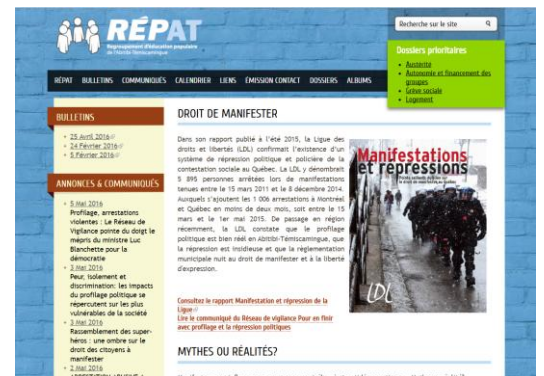 RÉPAT
Regroupement d'éducation populaire
de l'Abitibi-Témiscamingue
Recherche sur le site
Dossiers prioritaires
Austérité
Autonomie et financement des
groupes
Grève sociale
Logement
RÉPAT BULLETINS COMMUNIQUÉS CALENDRIER LIENS ÉMISSION CONTACT DOSSIERS ALBUMS
BULLETINS
25 Avril 2016
24 Février 2016
5 Février 2016
ANNONCES & COMMUNIQUÉS
5 Mai 2016
Profilage, arrestations
violentes : Le Réseau de
Vigilance pointe du doigt le
mépris du ministre Luc
Blanchette pour la
démocratie
3 Mai 2016
Peur, isolement et
discrimination: les impacts
du profilage politique se
répercutent sur les plus
vulnérables de la société
3 Mai 2016
Rassemblement des super-
héros : une ombre sur le
droit des citoyens à
manifester
2 Mai 2016
DROIT DE MANIFESTER
Dans son rapport publié à l'été 2015, la Ligue des
droits et libertés (LDL) confirmait l'existence d'un
système de répression politique et policière de la
contestation sociale au Québec. La LDL y dénombrait
5 895 personnes arrêtées lors de manifestations
tenues entre le 15 mars 2011 et le 8 décembre 2014.
Auxquels s'ajoutent les 1 006 arrestations à Montréal
et Québec en moins de deux mois, soit entre le 15
mars et le 1er mai 2015. De passage en région
récemment, la LDL constate que le profilage
politique est bien réel en Abitibi-Témiscamingue, que
la répression est insidieuse et que la règlementation
municipale nuit au droit de manifester et à la liberté
d'expression.
Manifestations
et répressions
LDL
Consultez le rapport Manifestation et répression de la
Ligue
Lire le communiqué du Réseau de vigilance Pour en finir
avec profilage et la répression politiques
MYTHES OU RÉALITÉS?